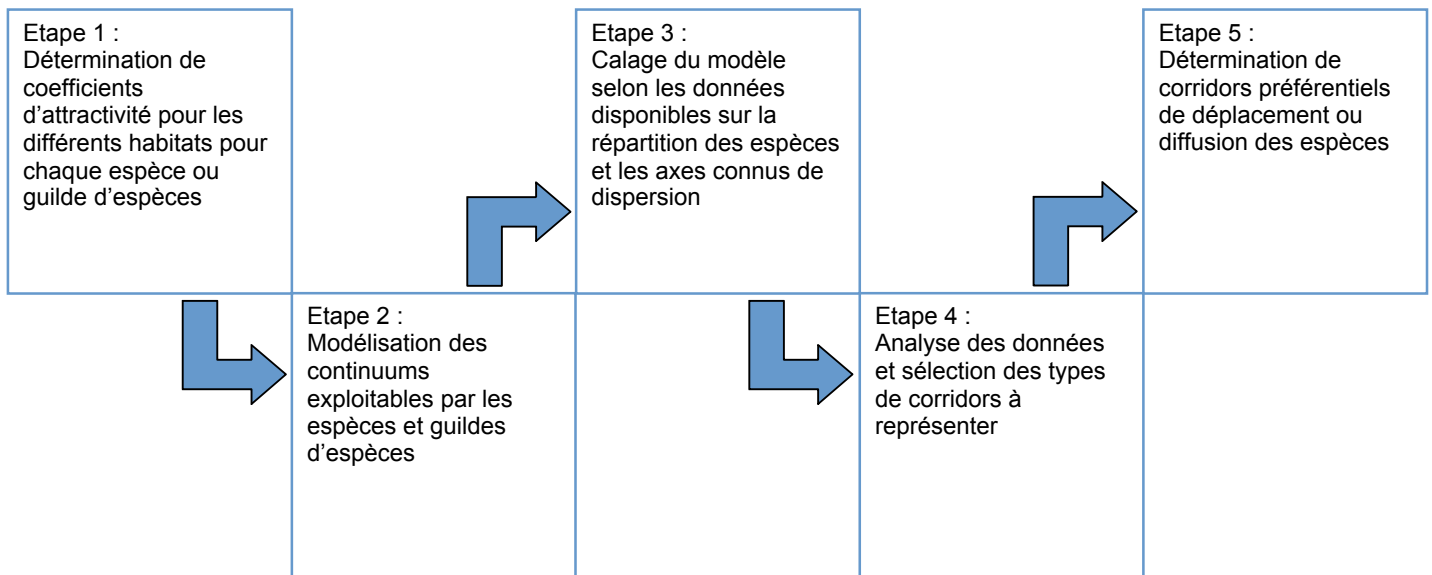 Etape 1 :
Détermination de
coefficients
d’attractivité pour les
différents habitats pour
chaque espèce ou
guilde d’espèces
Etape 2 :
Modélisation des
continuums
exploitables par les
espèces et guildes
d’espèces
Etape 3 :
Calage du modèle
selon les données
disponibles sur la
répartition des espèces
et les axes connus de
dispersion
Etape 4 :
Analyse des données
et sélection des types
de corridors à
représenter
Etape 5 :
Détermination de
corridors préférentiels
de déplacement ou
diffusion des espèces